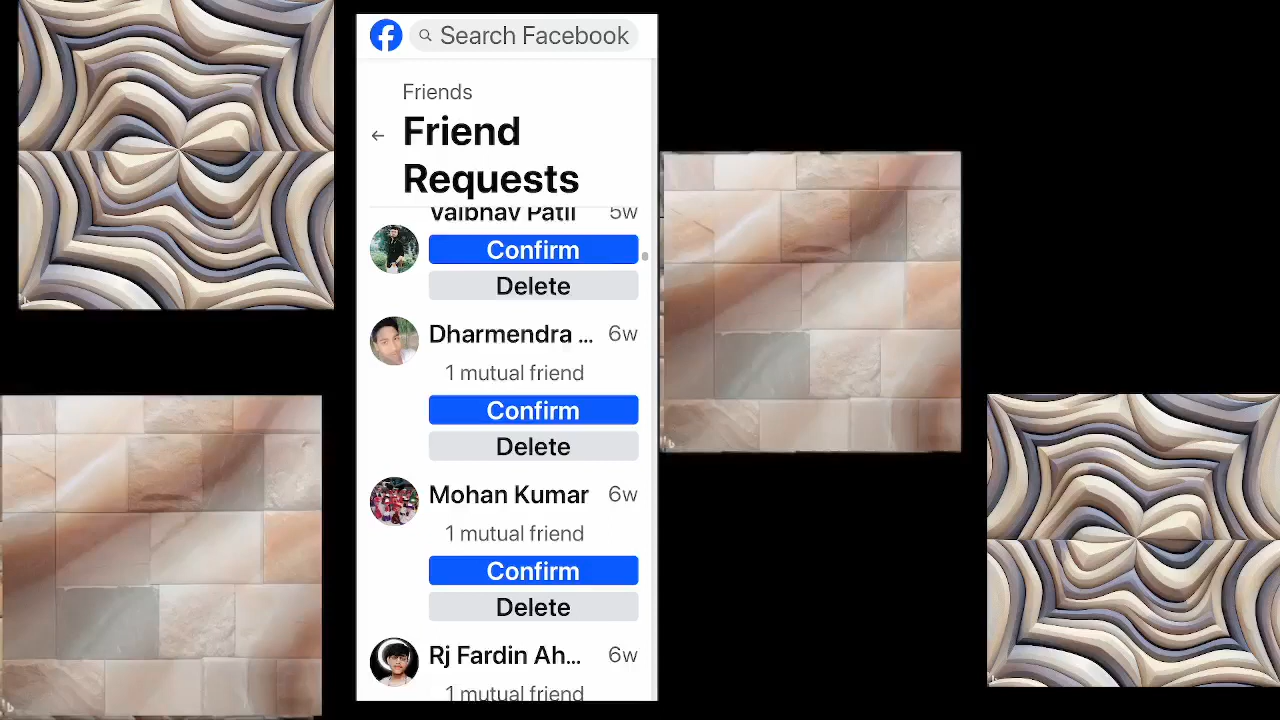 Search Facebook
Friends
Friend
Requests
Vaibhav Patil 5w
Confirm
Delete
Dharmendra ... 6w
1 mutual friend
Confirm
Delete
Mohan Kumar 6w
1 mutual friend
Confirm
Delete
Rj Fardin Ah... 6w
1 mutual friend